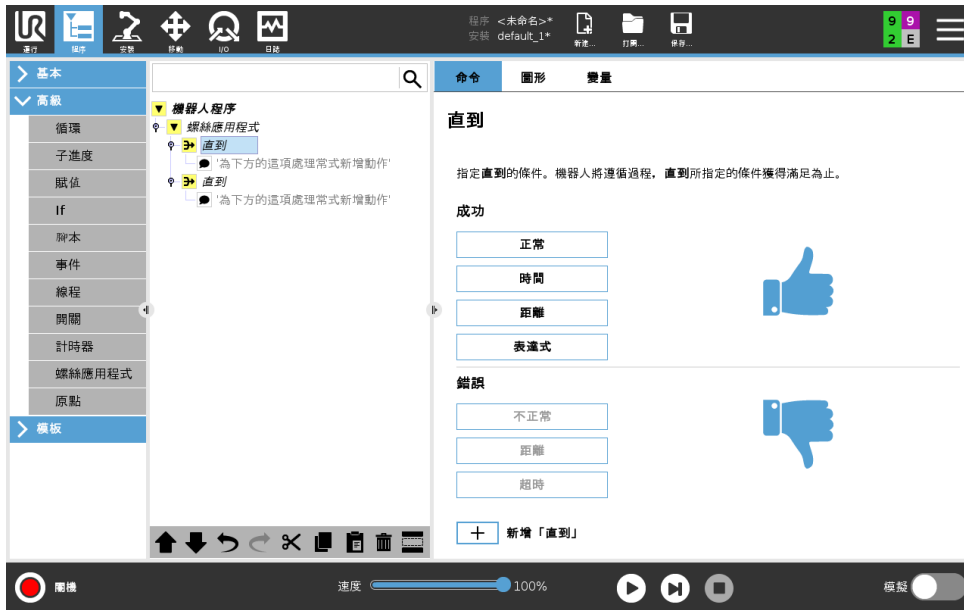 運行
程序
安裝
移動
I/O
日誌
程序 <未命名>*
安裝 default_1*
新建...
打開...
保存...
9 9
2 E
基本
高級
循環
子進度
賦值
If
腳本
事件
線程
開關
計時器
螺絲應用程式
原點
模板
機器人程序
螺絲應用程式
直到
'為下方的這項處理常式新增動作'
直到
'為下方的這項處理常式新增動作'
命令 圖形 變量
直到
指定直到的條件。機器人將遵循過程，直到所指定的條件獲得滿足為止。
成功
正常
時間
距離
表達式
錯誤
不正常
距離
超時
新增「直到」
關機
速度
100%
模擬